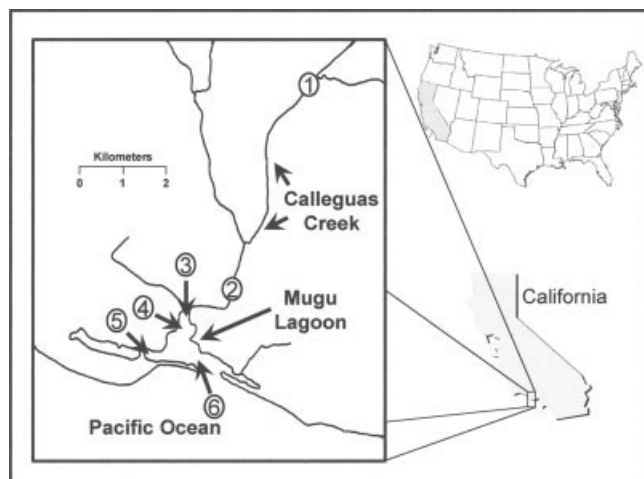 ①
Kilometers
0 1 2
Calleguas
Creek
③
②
④
Mugu
Lagoon
⑤
⑥
Pacific Ocean
California